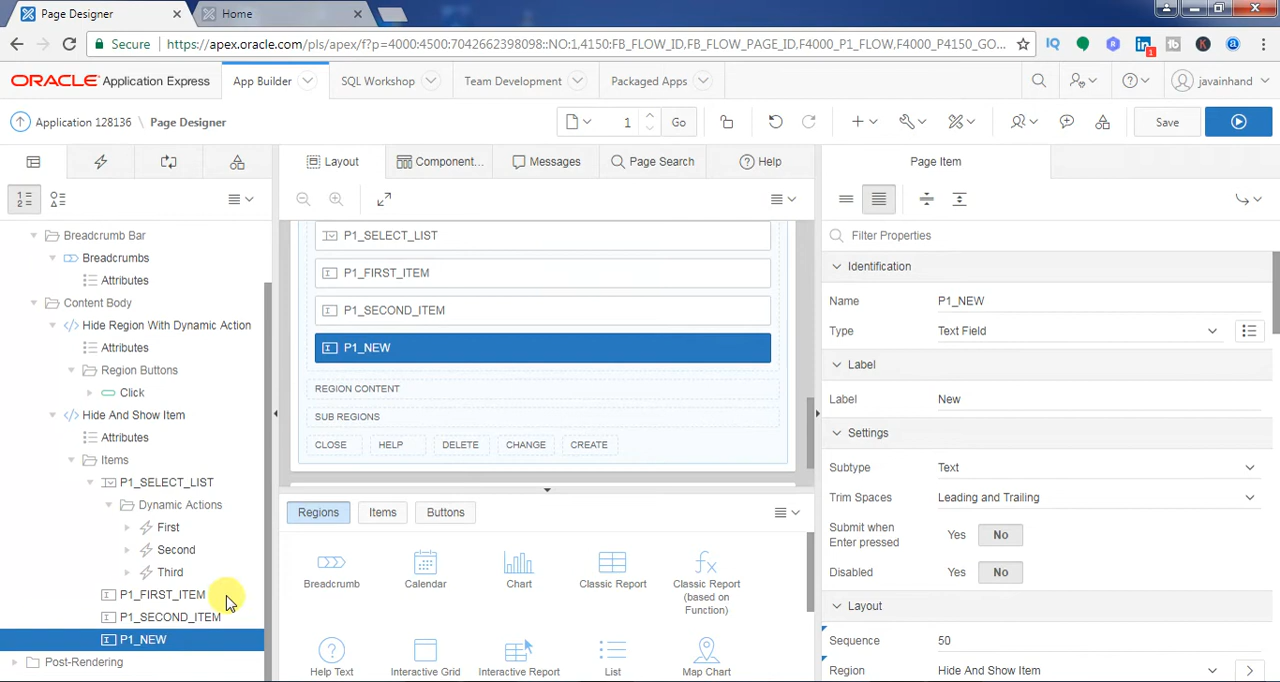 Page Designer
Home
Secure
https://apex.oracle.com/pls/apex/f?p=4000:4500:7042662398098::NO:1,4150:FB_FLOW_ID,FB_FLOW_PAGE_ID,F4000_P1_FLOW,F4000_P4150_GO...
ORACLE Application Express
App Builder
SQL Workshop
Team Development
Packaged Apps
javainhand
Application 128136
Page Designer
1
Go
Save
Layout
Component...
Messages
Page Search
Help
Page Item
Breadcrumb Bar
Breadcrumbs
Attributes
Content Body
Hide Region With Dynamic Action
Attributes
Region Buttons
Click
Hide And Show Item
Attributes
Items
P1_SELECT_LIST
Dynamic Actions
First
Second
Third
P1_FIRST_ITEM
P1_SECOND_ITEM
P1_NEW
Post-Rendering
P1_SELECT_LIST
P1_FIRST_ITEM
P1_SECOND_ITEM
P1_NEW
REGION CONTENT
SUB REGIONS
CLOSE
HELP
DELETE
CHANGE
CREATE
Regions
Items
Buttons
Breadcrumb
Calendar
Chart
Classic Report
Classic Report
(based on
Function)
Help Text
Interactive Grid
Interactive Report
List
Map Chart
Filter Properties
Identification
Name P1_NEW
Type Text Field
Label
Label New
Settings
Subtype Text
Trim Spaces Leading and Trailing
Submit when
Enter pressed
Yes No
Disabled Yes No
Layout
Sequence 50
Region Hide And Show Item